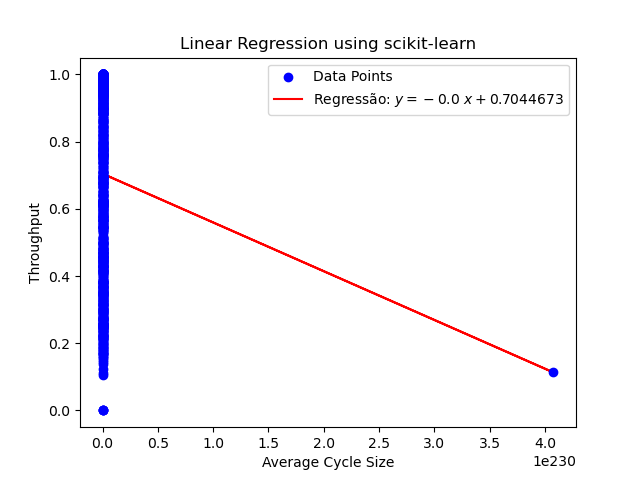 Linear Regression using scikit-learn
Data Points
Regressão: y = − 0.0 x + 0.7044673
Throughput
1.0
0.8
0.6
0.4
0.2
0.0
0.0 0.5 1.0 1.5 2.0 2.5 3.0 3.5 4.0
Average Cycle Size
1e230